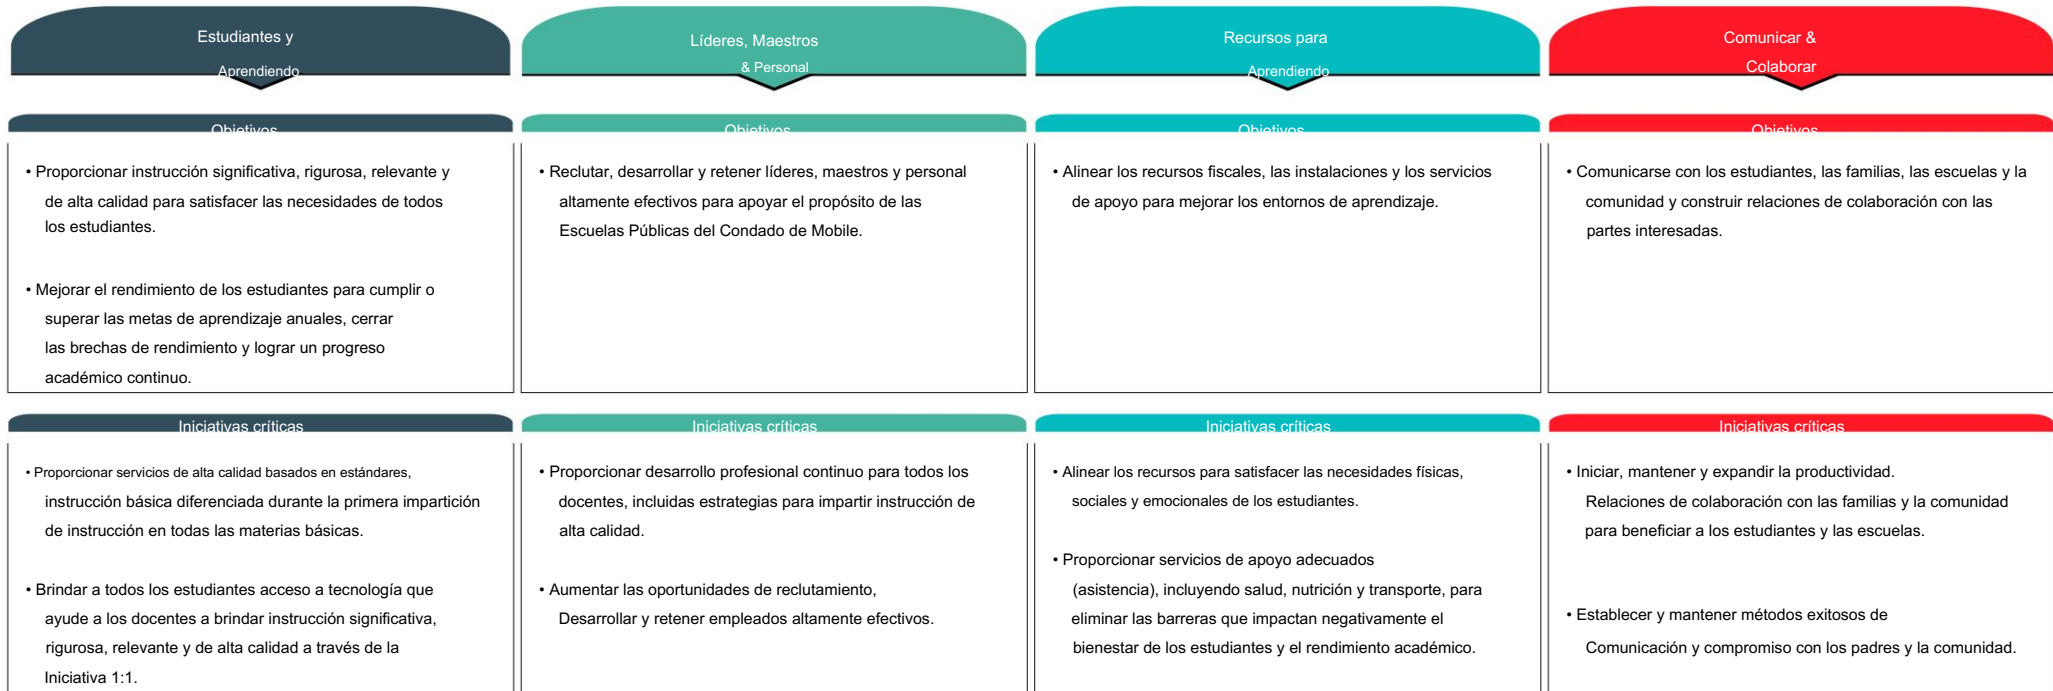 Estudiantes y
Aprendiendo
Líderes, Maestros
& Personal
Recursos para
Aprendiendo
Comunicar &
Colaborar
Objetivos
• Proporcionar instrucción significativa, rigurosa, relevante y
de alta calidad para satisfacer las necesidades de todos
los estudiantes.
• Mejorar el rendimiento de los estudiantes para cumplir o
superar las metas de aprendizaje anuales, cerrar
las brechas de rendimiento y lograr un progreso
académico continuo.
Objetivos
• Reclutar, desarrollar y retener líderes, maestros y personal
altamente efectivos para apoyar el propósito de las
Escuelas Públicas del Condado de Mobile.
Objetivos
• Alinear los recursos fiscales, las instalaciones y los servicios
de apoyo para mejorar los entornos de aprendizaje.
Objetivos
• Comunicarse con los estudiantes, las familias, las escuelas y la
comunidad y construir relaciones de colaboración con las
partes interesadas.
Iniciativas críticas
• Proporcionar servicios de alta calidad basados en estándares,
instrucción básica diferenciada durante la primera impartición
de instrucción en todas las materias básicas.
• Brindar a todos los estudiantes acceso a tecnología que
ayude a los docentes a brindar instrucción significativa,
rigurosa, relevante y de alta calidad a través de la
Iniciativa 1:1.
Iniciativas críticas
• Proporcionar desarrollo profesional continuo para todos los
docentes, incluidas estrategias para impartir instrucción de
alta calidad.
• Aumentar las oportunidades de reclutamiento,
Desarrollar y retener empleados altamente efectivos.
Iniciativas críticas
• Alinear los recursos para satisfacer las necesidades físicas,
sociales y emocionales de los estudiantes.
• Proporcionar servicios de apoyo adecuados
(asistencia), incluyendo salud, nutrición y transporte, para
eliminar las barreras que impactan negativamente el
bienestar de los estudiantes y el rendimiento académico.
Iniciativas críticas
• Iniciar, mantener y expandir la productividad.
Relaciones de colaboración con las familias y la comunidad
para beneficiar a los estudiantes y las escuelas.
• Establecer y mantener métodos exitosos de
Comunicación y compromiso con los padres y la comunidad.